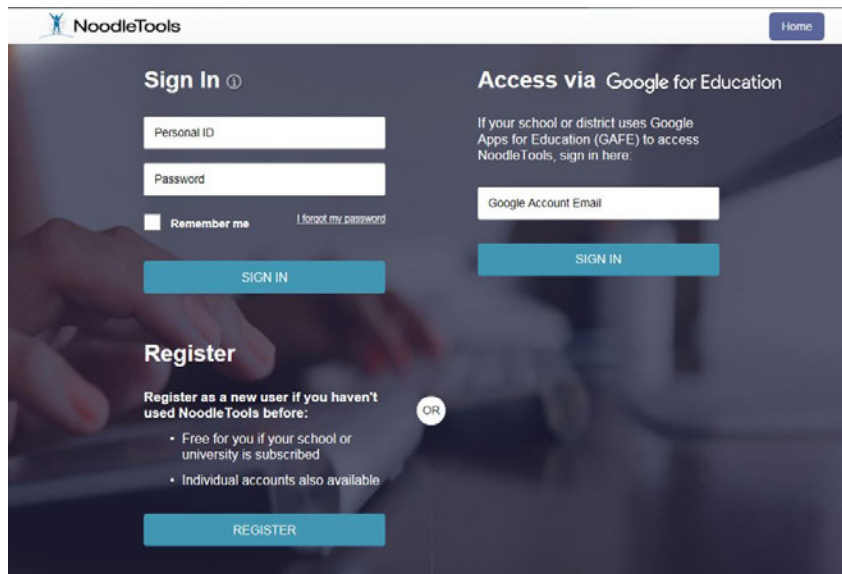 NoodleTools
Home
Sign In
Personal ID
Password
Remember me
I forgot my password
SIGN IN
Register
Register as a new user if you haven't
used NoodleTools before:
• Free for you if your school or
university is subscribed
• Individual accounts also available
REGISTER
OR
Access via Google for Education
If your school or district uses Google
Apps for Education (GAFE) to access
NoodleTools, sign in here:
Google Account Email
SIGN IN